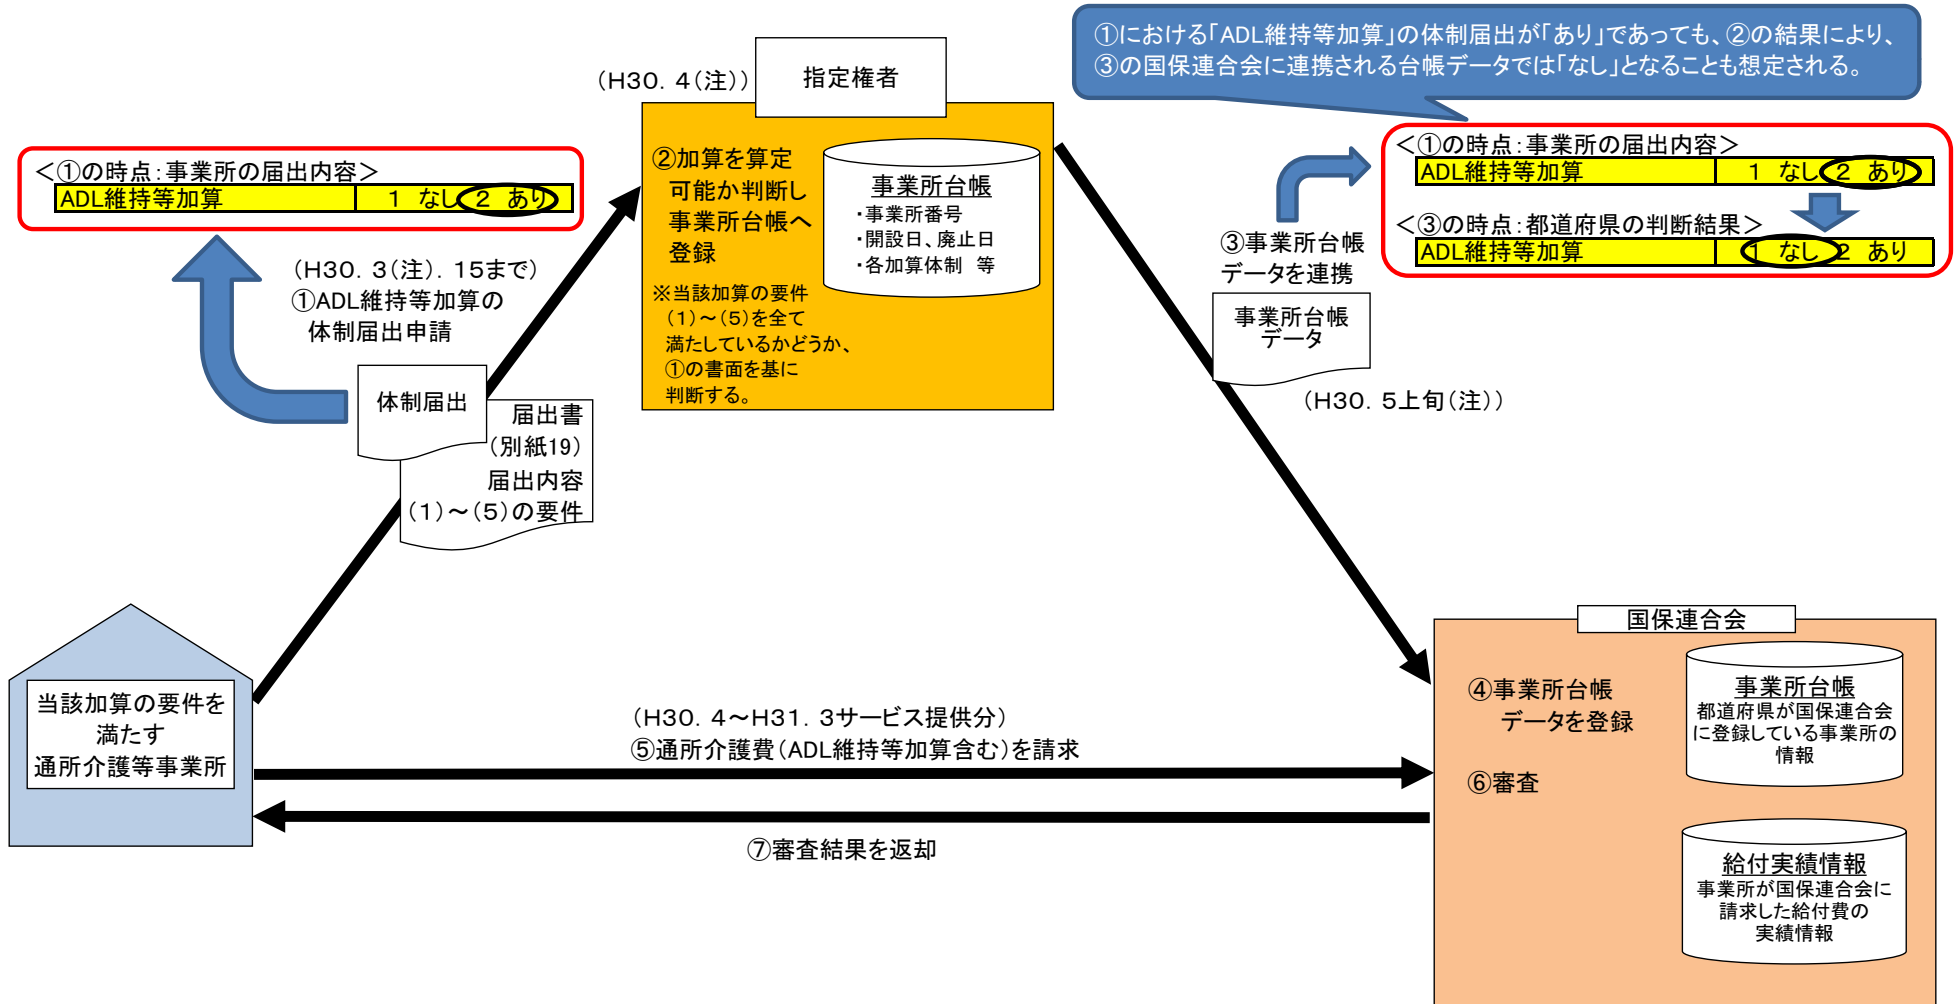 ①における「ADL維持等加算」の体制届出が「あり」であっても、②の結果により、
③の国保連合会に連携される台帳データでは「なし」となることも想定される。
(H30．4(注))
指定権者
②加算を算定
可能か判断し
事業所台帳へ
登録
※当該加算の要件
（1）～（5）を全て
満たしているかどうか、
①の書面を基に
判断する。
事業所台帳
・事業所番号
・開設日、廃止日
・各加算体制　等
＜①の時点：事業所の届出内容＞
ADL維持等加算　1　なし　2　あり
(H30．3(注)．15まで)
①ADL維持等加算の
体制届出申請
体制届出
届出書
(別紙19)
届出内容
（1）～（5）の要件
③事業所台帳
データを連携
事業所台帳
データ
(H30．5上旬(注))
＜①の時点：事業所の届出内容＞
ADL維持等加算　1　なし　2　あり
＜③の時点：都道府県の判断結果＞
ADL維持等加算　1　なし　2　あり
当該加算の要件を
満たす
通所介護等事業所
(H30．4～H31．3サービス提供分)
⑤通所介護費(ADL維持等加算含む)を請求
⑦審査結果を返却
国保連合会
④事業所台帳
データを登録
⑥審査
事業所台帳
都道府県が国保連合会
に登録している事業所の
情報
給付実績情報
事業所が国保連合会に
請求した給付費の
実績情報